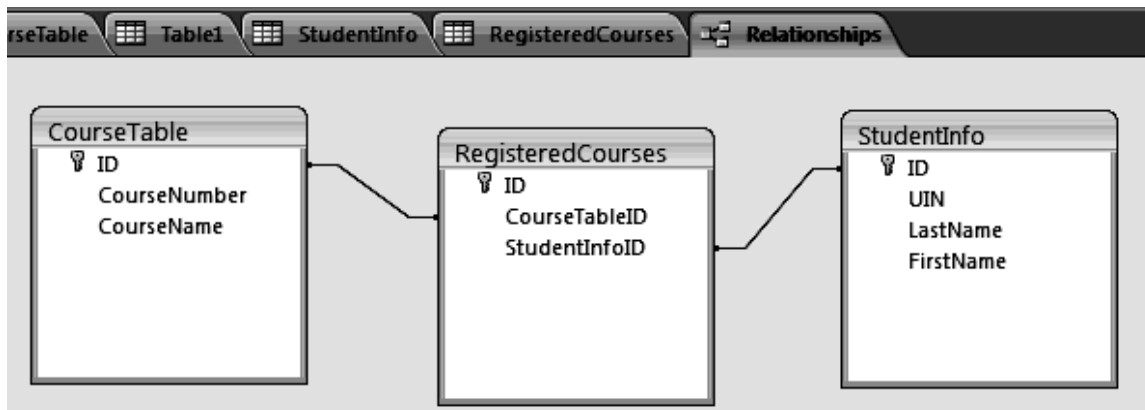 rseTable Table1 StudentInfo RegisteredCourses Relationships
CourseTable
ID
CourseNumber
CourseName
RegisteredCourses
ID
CourseTableID
StudentInfoID
StudentInfo
ID
UIN
LastName
FirstName